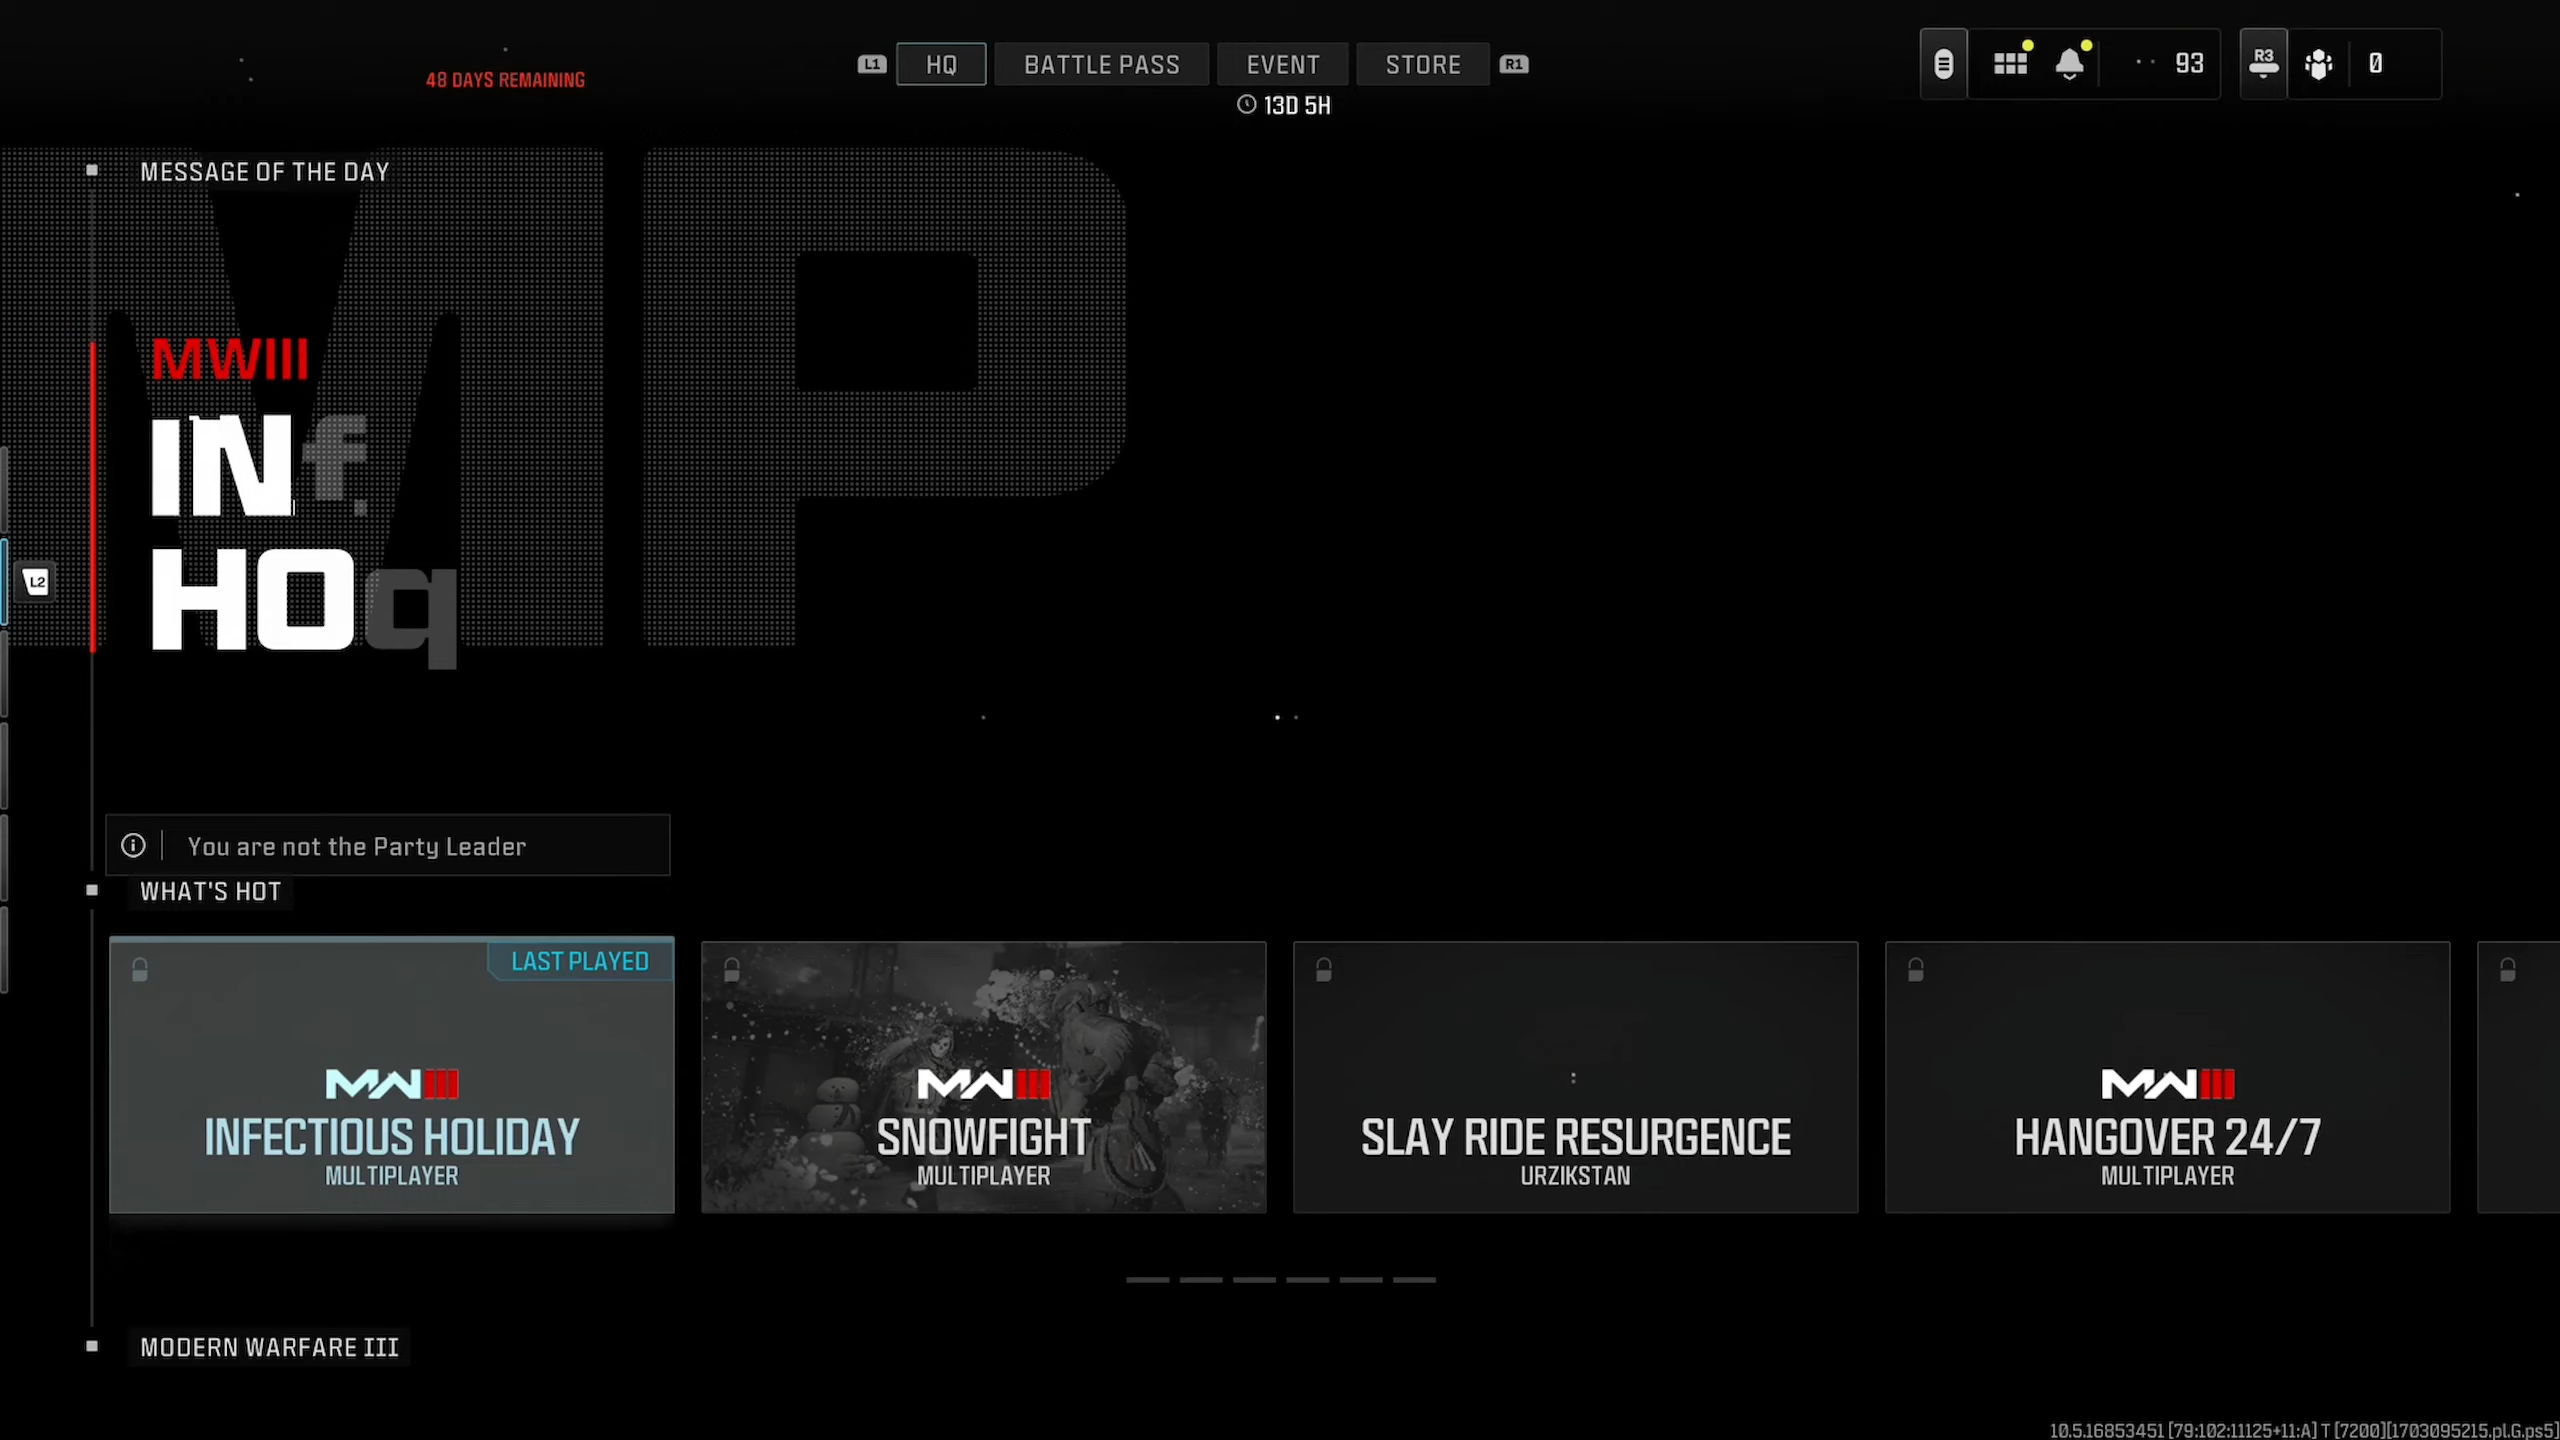 48 DAYS REMAINING
L1 HQ BATTLE PASS EVENT STORE R1
13D 5H
93
R3
0
MESSAGE OF THE DAY
MP
MWIII
INf.
HOq
L2
You are not the Party Leader
WHAT'S HOT
LAST PLAYED
MWIII
INFECTIOUS HOLIDAY
MULTIPLAYER
MWIII
SNOWFIGHT
MULTIPLAYER
SLAY RIDE RESURGENCE
URZIKSTAN
MWIII
HANGOVER 24/7
MULTIPLAYER
MODERN WARFARE III
10.5.16853451 [79:102:11125+11:A] T [7200][1703095215.pl.G.ps5]